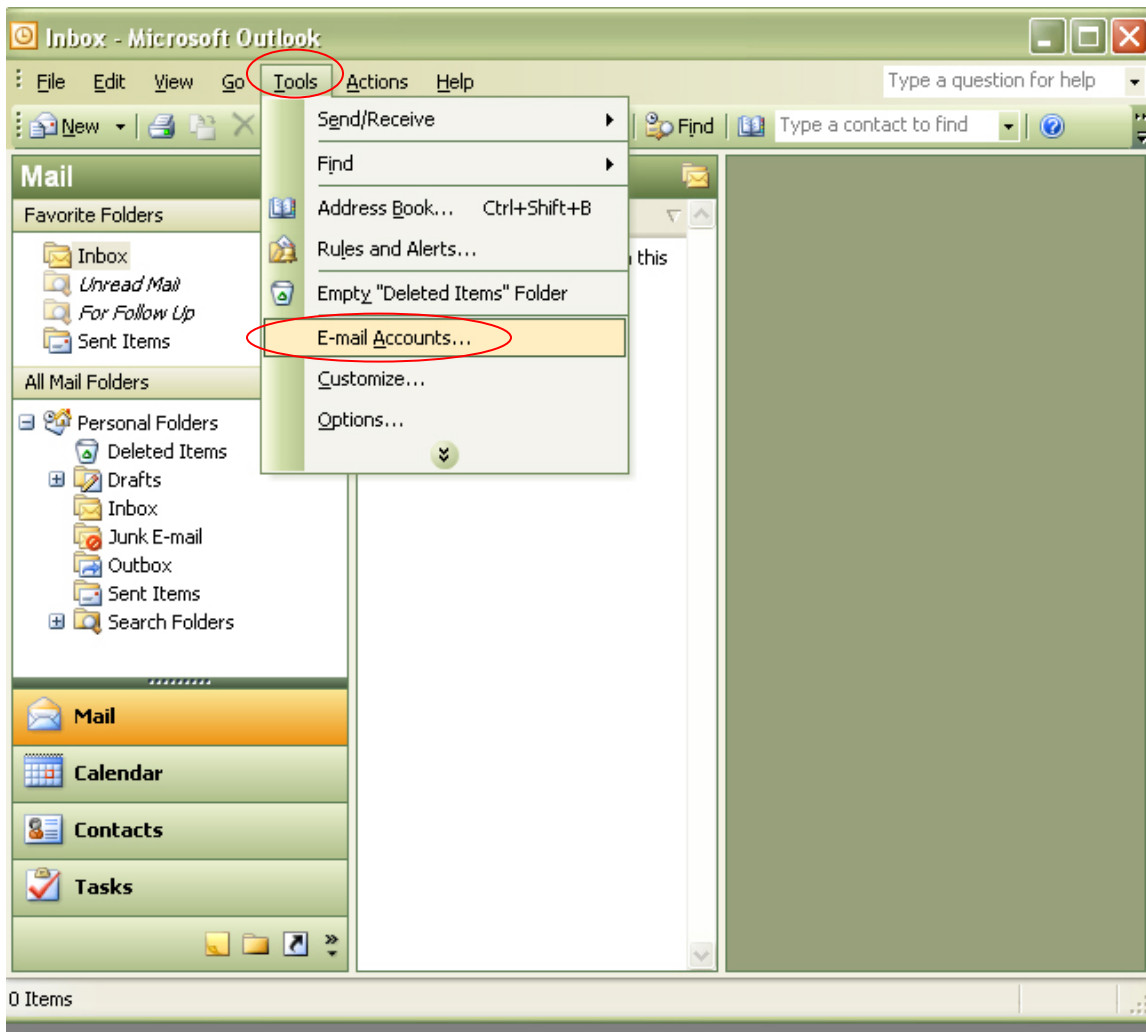 Inbox - Microsoft Outlook
File Edit View Go Tools Actions Help Type a question for help
New Find Type a contact to find
Send/Receive
Find
Address Book... Ctrl+Shift+B
Rules and Alerts...
Empty "Deleted Items" Folder
E-mail Accounts...
Customize...
Options...
Mail
Favorite Folders
Inbox
Unread Mail
For Follow Up
Sent Items
All Mail Folders
Personal Folders
Deleted Items
Drafts
Inbox
Junk E-mail
Outbox
Sent Items
Search Folders
this
Mail
Calendar
Contacts
Tasks
0 Items